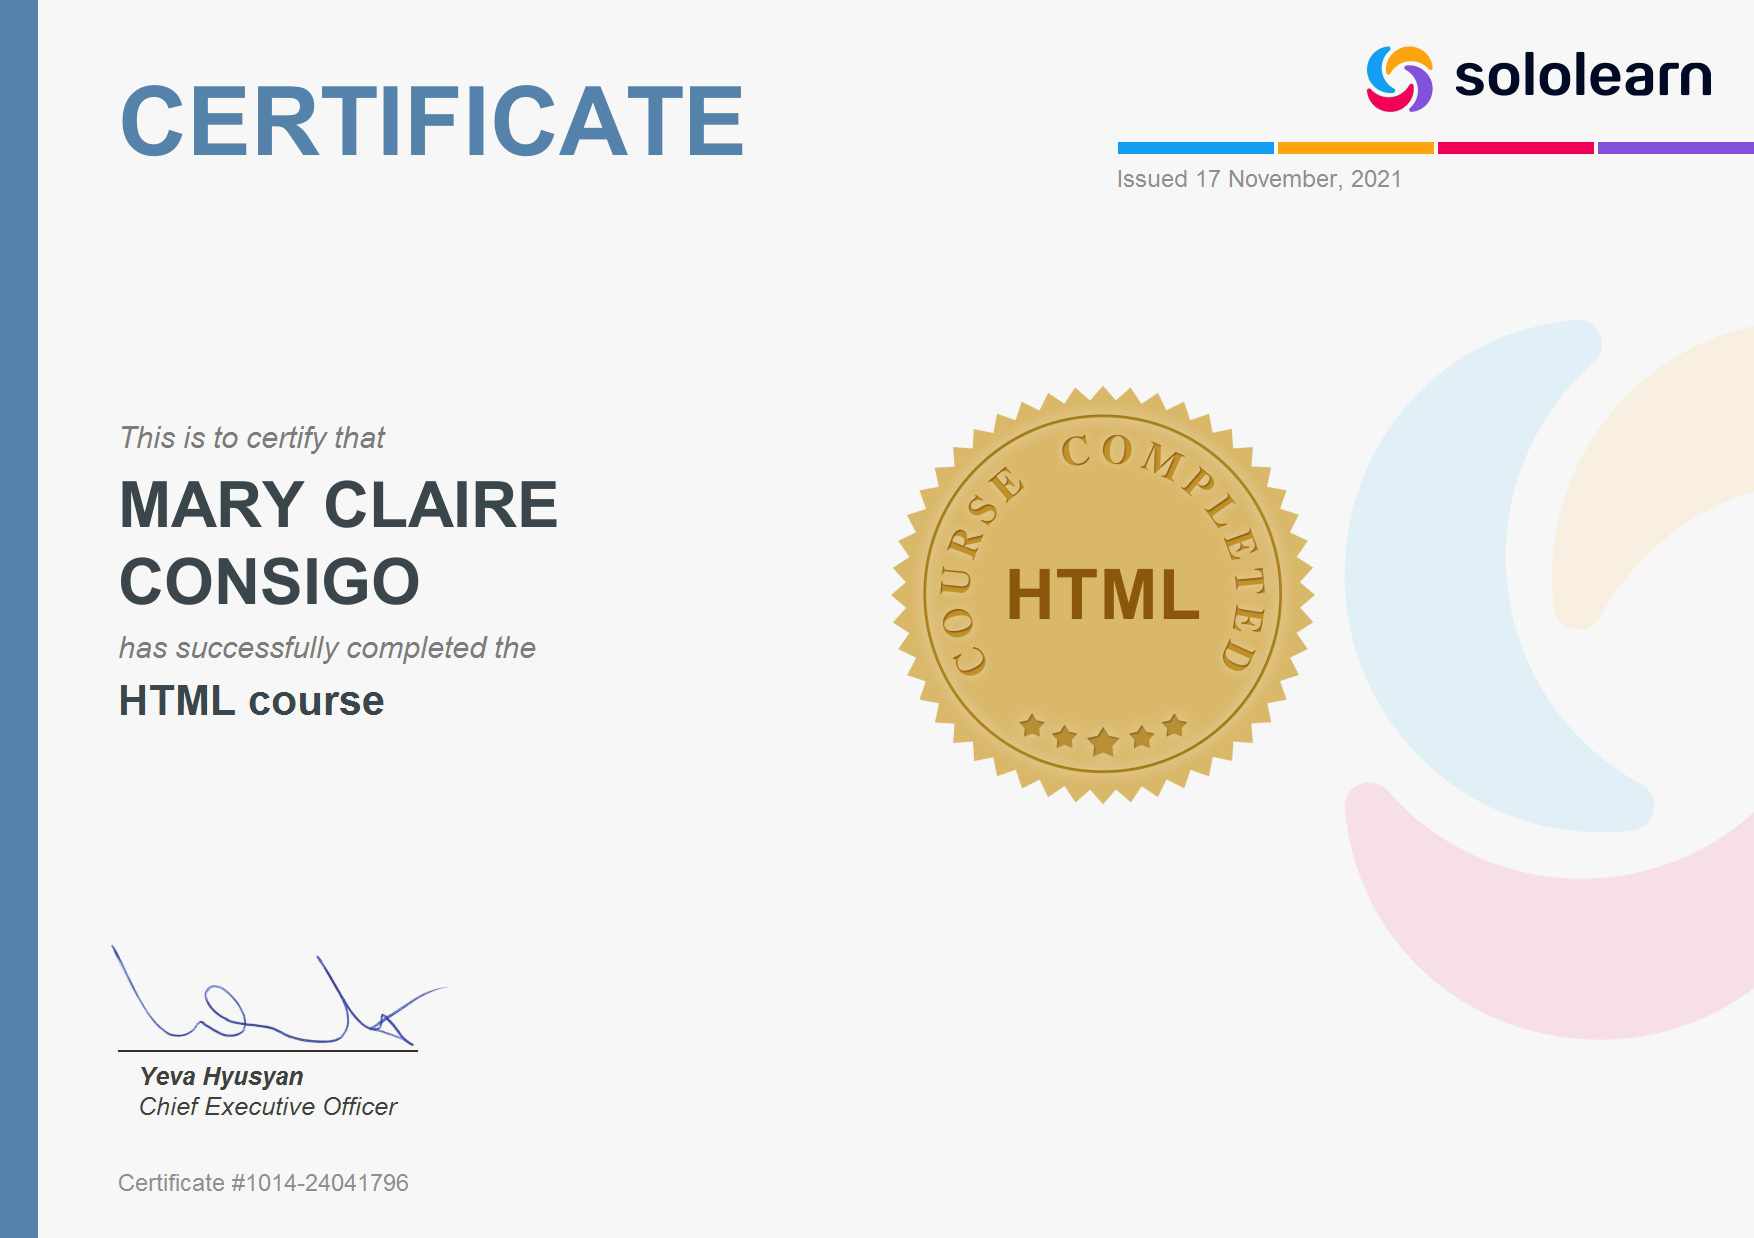 CERTIFICATE
sololearn
Issued 17 November, 2021
This is to certify that
MARY CLAIRE
CONSIGO
has successfully completed the
HTML course
COURSE COMPLETED
HTML
Yeva Hyusyan
Chief Executive Officer
Certificate #1014-24041796